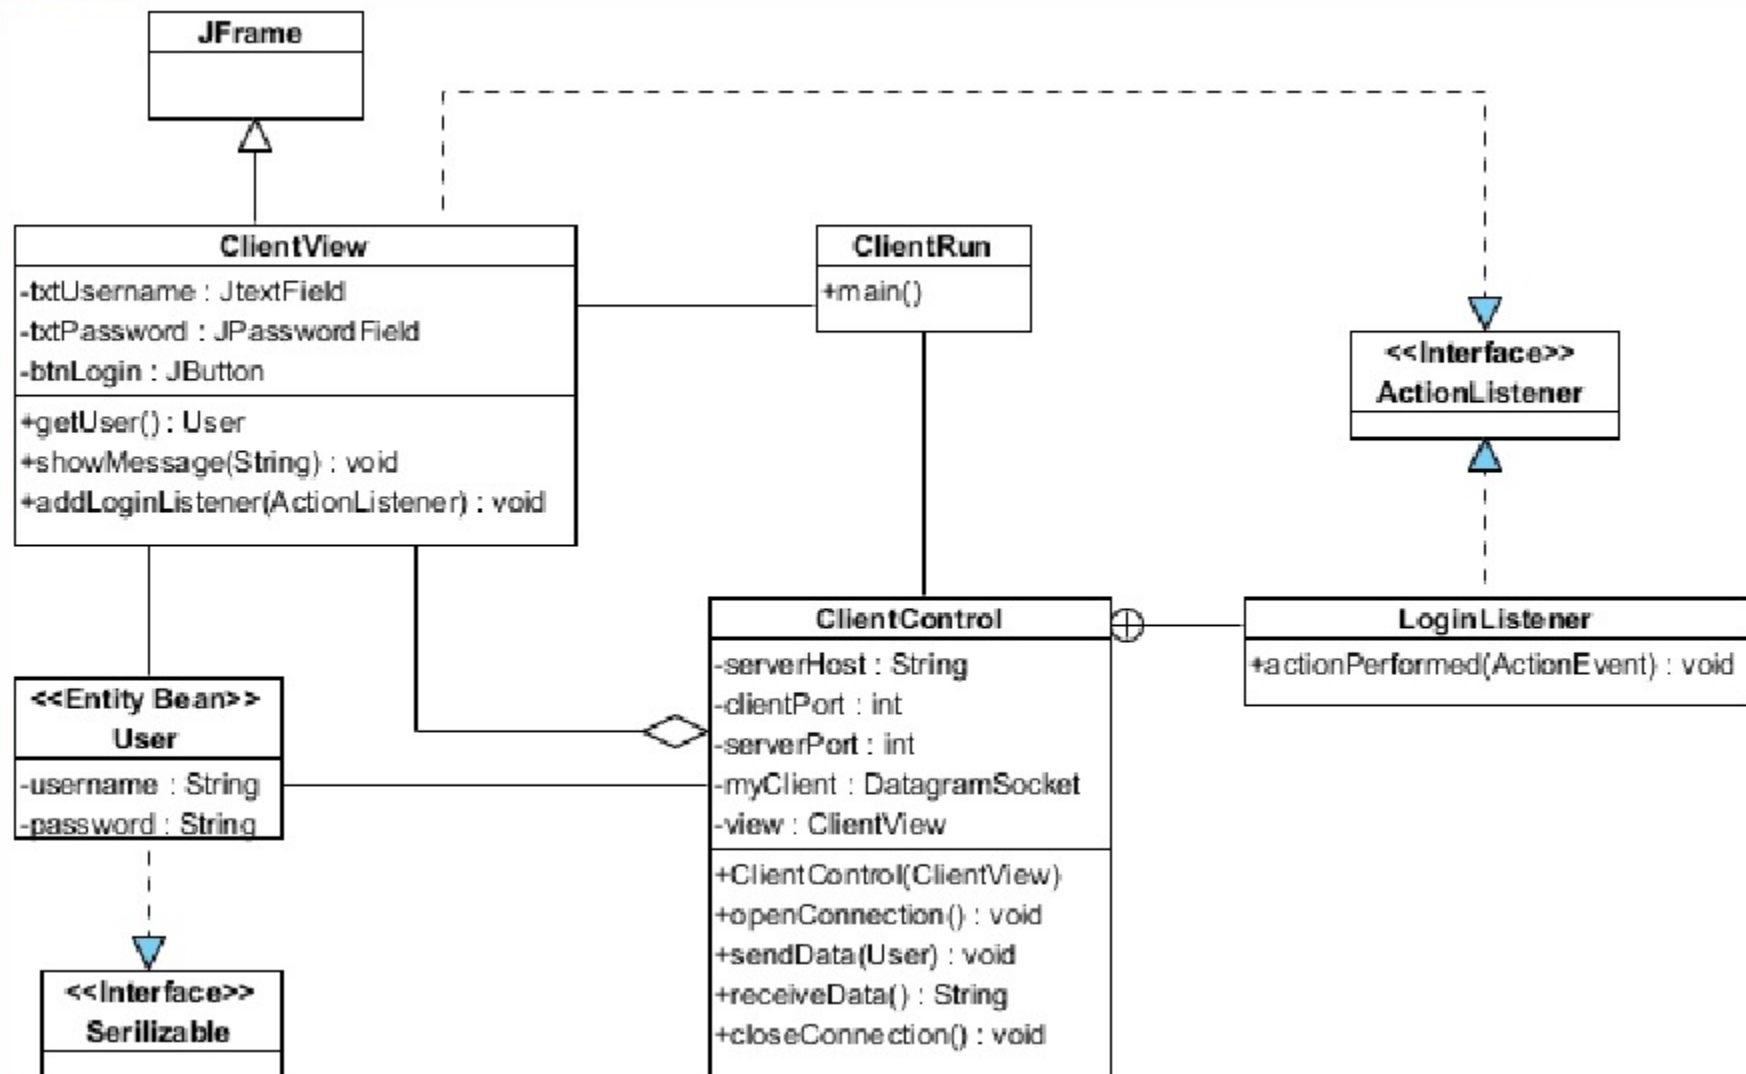 JFrame
ClientView
-txtUsername : JtextField
-txtPassword : JPasswordField
-btnLogin : JButton
+getUser() : User
+showMessage(String) : void
+addLoginListener(ActionListener) : void
ClientRun
+main()
<<Interface>>
ActionListener
<<Entity Bean>>
User
-username : String
-password : String
<<Interface>>
Serilizable
ClientControl
-serverHost : String
-clientPort : int
-serverPort : int
-myClient : DatagramSocket
-view : ClientView
+ClientControl(ClientView)
+openConnection() : void
+sendData(User) : void
+receiveData() : String
+closeConnection() : void
LoginListener
+actionPerformed(ActionEvent) : void